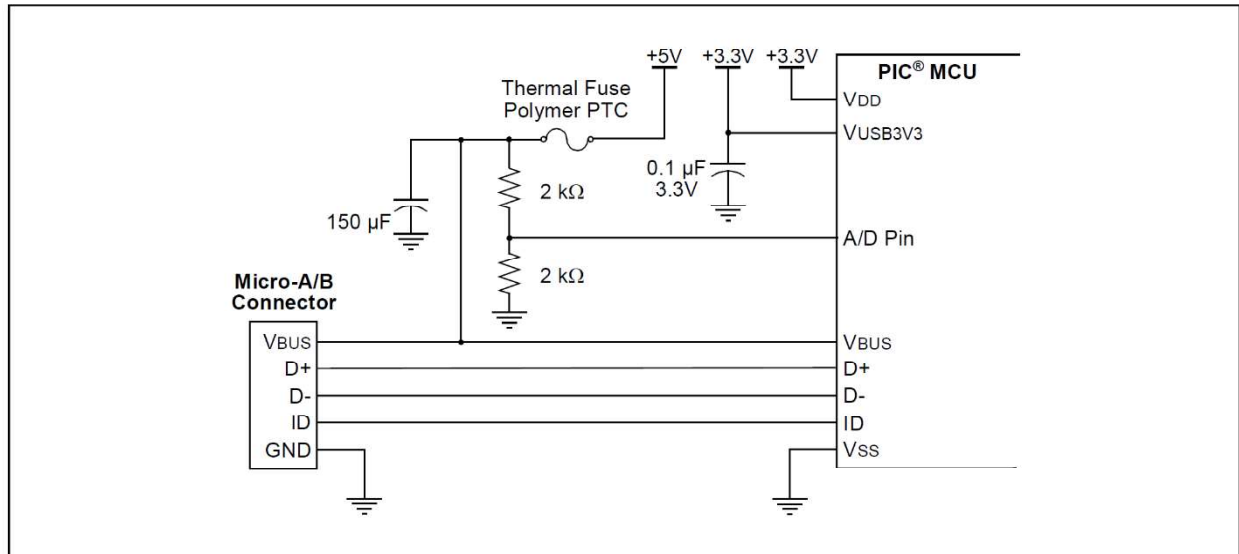 +5V
+3.3V
+3.3V
PIC® MCU
Thermal Fuse
Polymer PTC
VDD
VUSB3V3
0.1 µF
3.3V
2 kΩ
150 µF
A/D Pin
2 kΩ
Micro-A/B
Connector
VBUS
VBUS
D+
D+
D-
D-
ID
ID
GND
VSS